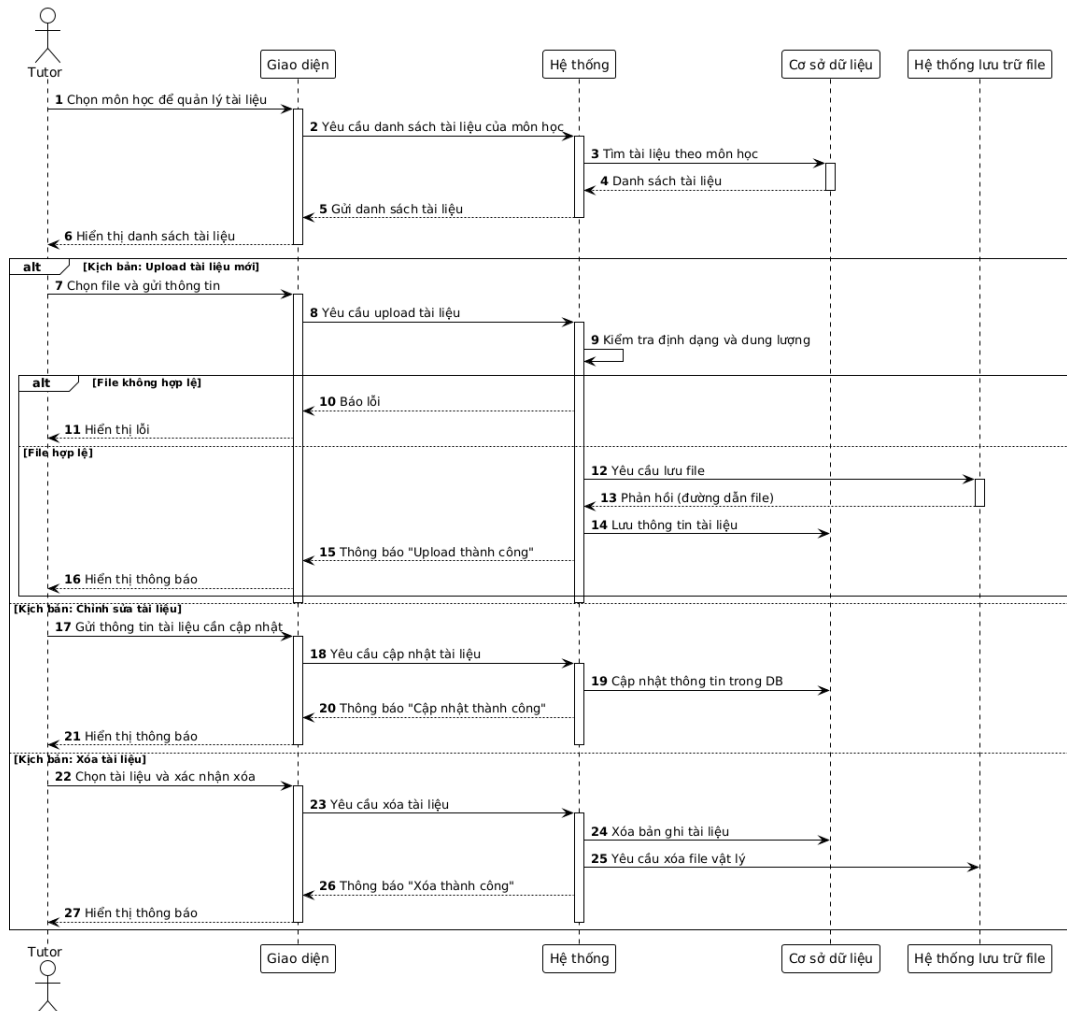 Tutor
Giao diện
Hệ thống
Cơ sở dữ liệu
Hệ thống lưu trữ file
1 Chọn môn học để quản lý tài liệu
2 Yêu cầu danh sách tài liệu của môn học
3 Tìm tài liệu theo môn học
4 Danh sách tài liệu
5 Gửi danh sách tài liệu
6 Hiển thị danh sách tài liệu
alt [Kịch bản: Upload tài liệu mới]
7 Chọn file và gửi thông tin
8 Yêu cầu upload tài liệu
9 Kiểm tra định dạng và dung lượng
alt [File không hợp lệ]
10 Báo lỗi
11 Hiển thị lỗi
[File hợp lệ]
12 Yêu cầu lưu file
13 Phản hồi (đường dẫn file)
14 Lưu thông tin tài liệu
15 Thông báo "Upload thành công"
16 Hiển thị thông báo
[Kịch bản: Chỉnh sửa tài liệu]
17 Gửi thông tin tài liệu cần cập nhật
18 Yêu cầu cập nhật tài liệu
19 Cập nhật thông tin trong DB
20 Thông báo "Cập nhật thành công"
21 Hiển thị thông báo
[Kịch bản: Xóa tài liệu]
22 Chọn tài liệu và xác nhận xóa
23 Yêu cầu xóa tài liệu
24 Xóa bản ghi tài liệu
25 Yêu cầu xóa file vật lý
26 Thông báo "Xóa thành công"
27 Hiển thị thông báo
Tutor
Giao diện
Hệ thống
Cơ sở dữ liệu
Hệ thống lưu trữ file